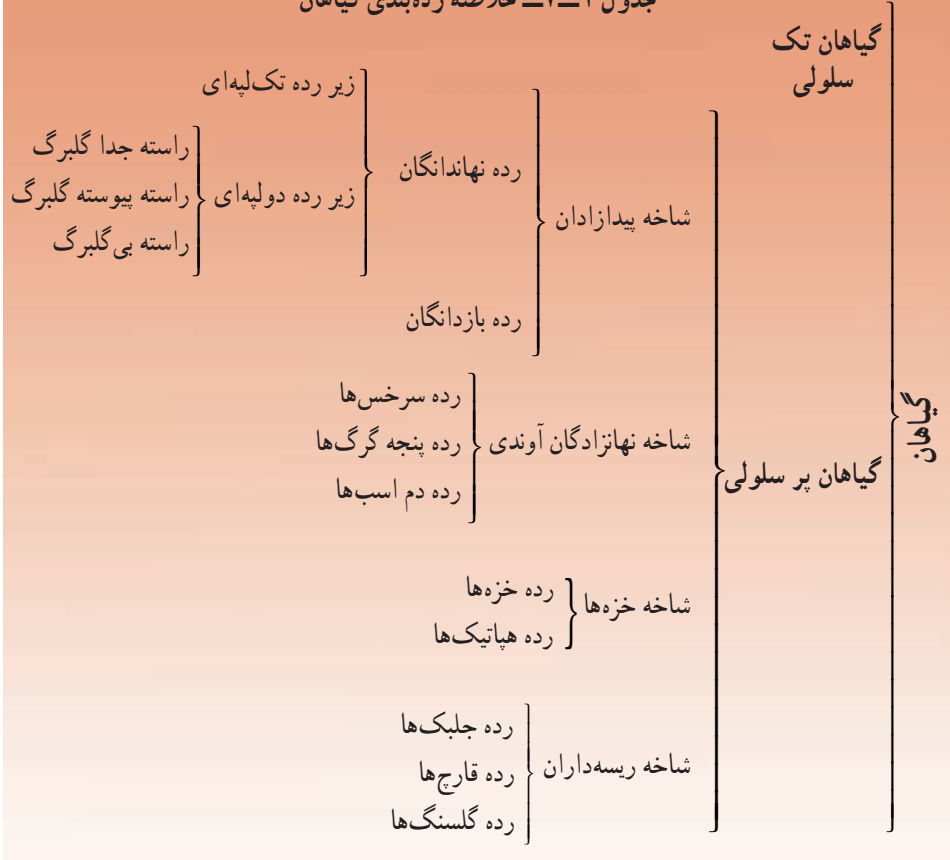 خلاصه رده‌بندی گیاهان
گیاهان
گیاهان تک
سلولی
گیاهان پر سلولی
شاخه پیدازادان
رده نهاندانگان
زیر رده تک‌لپه‌ای
زیر رده دولپه‌ای
راسته جدا گلبرگ
راسته پیوسته گلبرگ
راسته بی‌گلبرگ
رده بازدانگان
شاخه نهانزادگان آوندی
رده سرخس‌ها
رده پنجه گرگ‌ها
رده دم اسب‌ها
شاخه خزه‌ها
رده خزه‌ها
رده هپاتیک‌ها
شاخه ریسه‌داران
رده جلبک‌ها
رده قارچ‌ها
رده گلسنگ‌ها